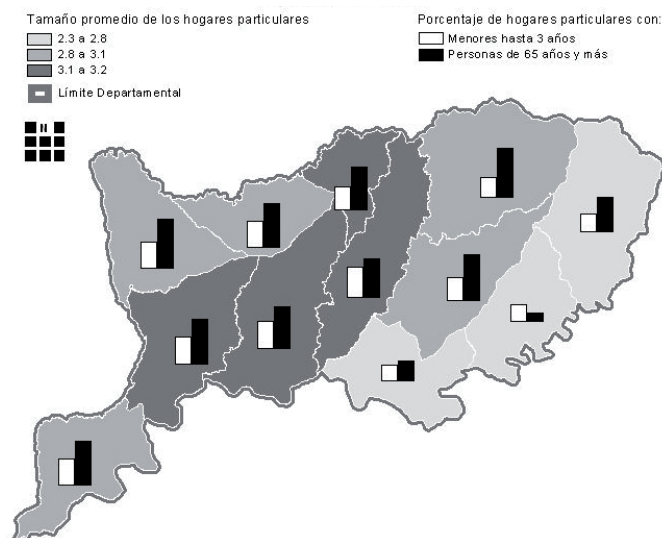 Tamaño promedio de los hogares particulares
2.3 a 2.8
2.8 a 3.1
3.1 a 3.2
Límite Departamental
Porcentaje de hogares particulares con:
Menores hasta 3 años
Personas de 65 años y más
N